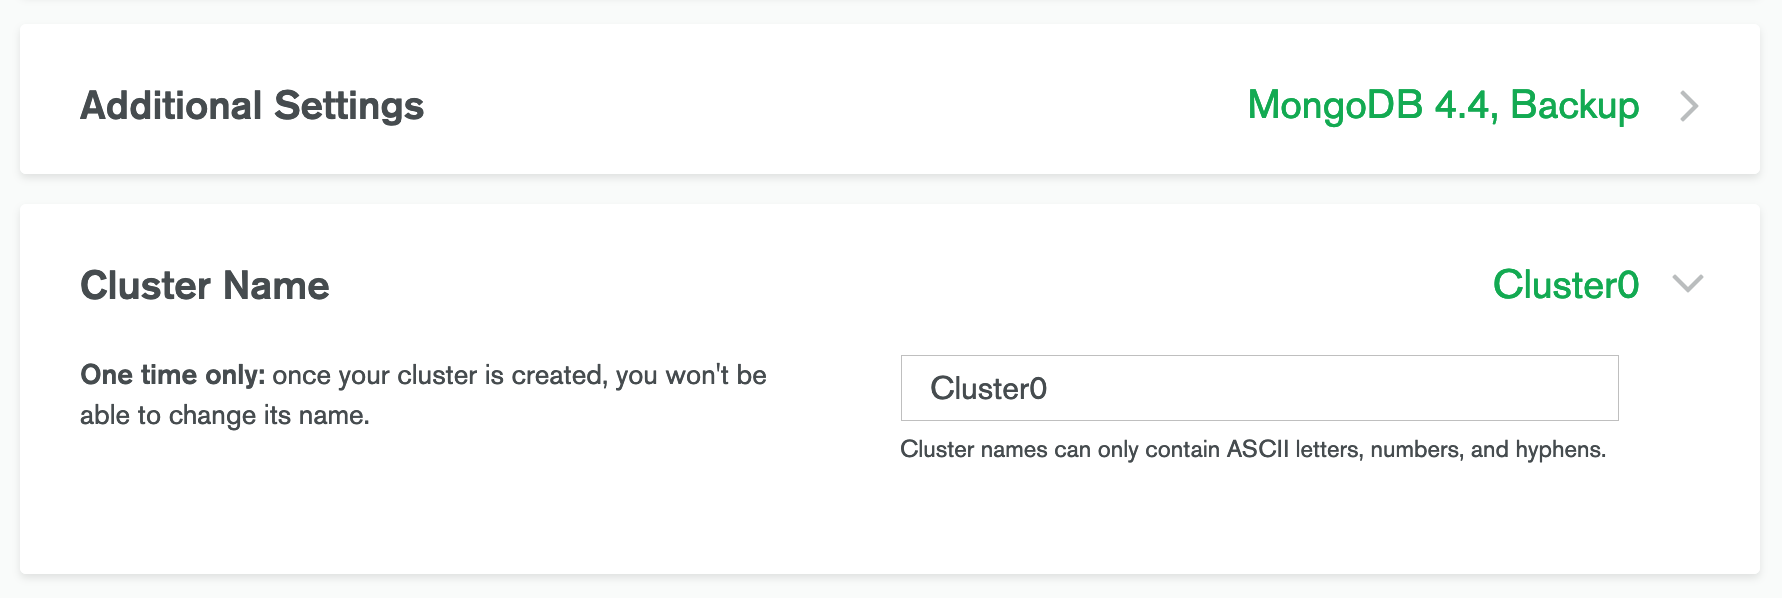 Additional Settings
MongoDB 4.4, Backup
Cluster Name
Cluster0
One time only: once your cluster is created, you won't be
able to change its name.
Cluster0
Cluster names can only contain ASCII letters, numbers, and hyphens.